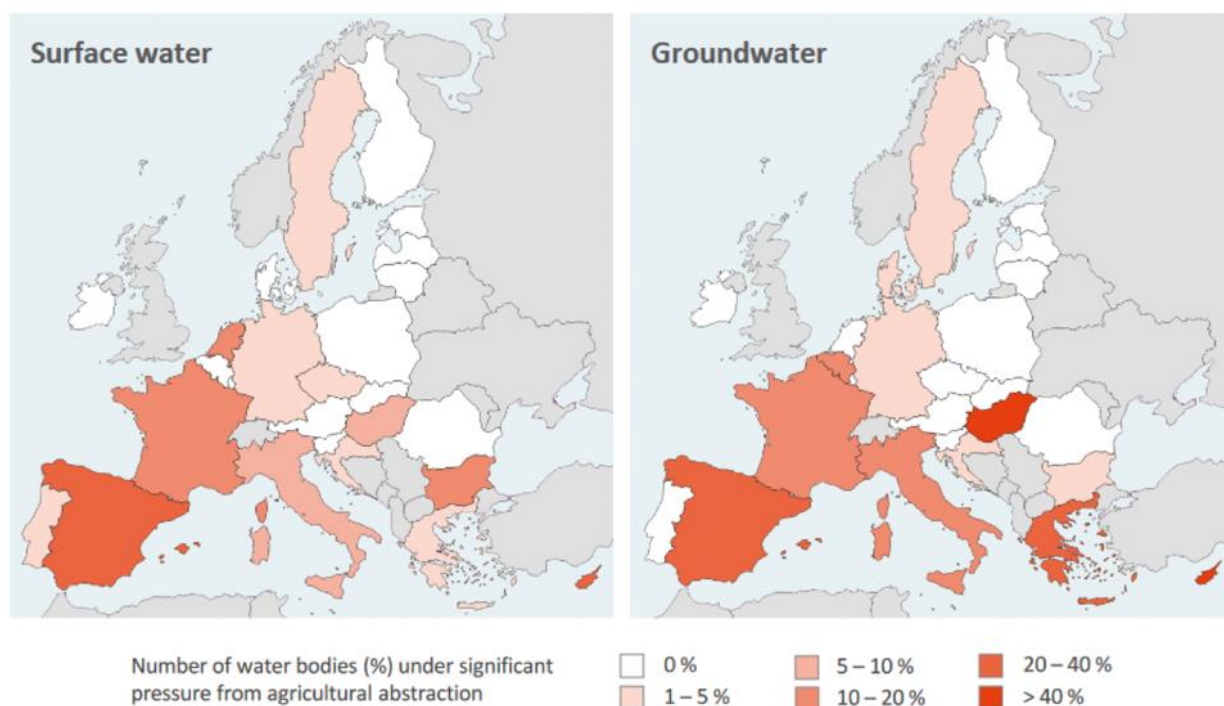 Surface water
Groundwater
Number of water bodies (%) under significant
pressure from agricultural abstraction
0 %
1 – 5 %
5 – 10 %
10 – 20 %
20 – 40 %
> 40 %